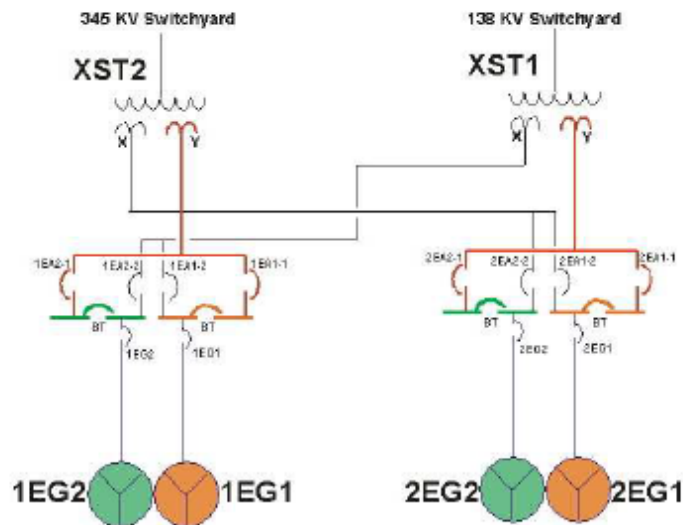 345 KV Switchyard
138 KV Switchyard
XST2
XST1
X
Y
X
Y
1EA2-1
1EA2-2
1EA1-2
1EA1-1
2EA2-1
2EA2-2
2EA1-2
2EA1-1
BT
BT
BT
BT
1EG2
1EG1
2EG2
2EG1
1EG2
1EG1
2EG2
2EG1